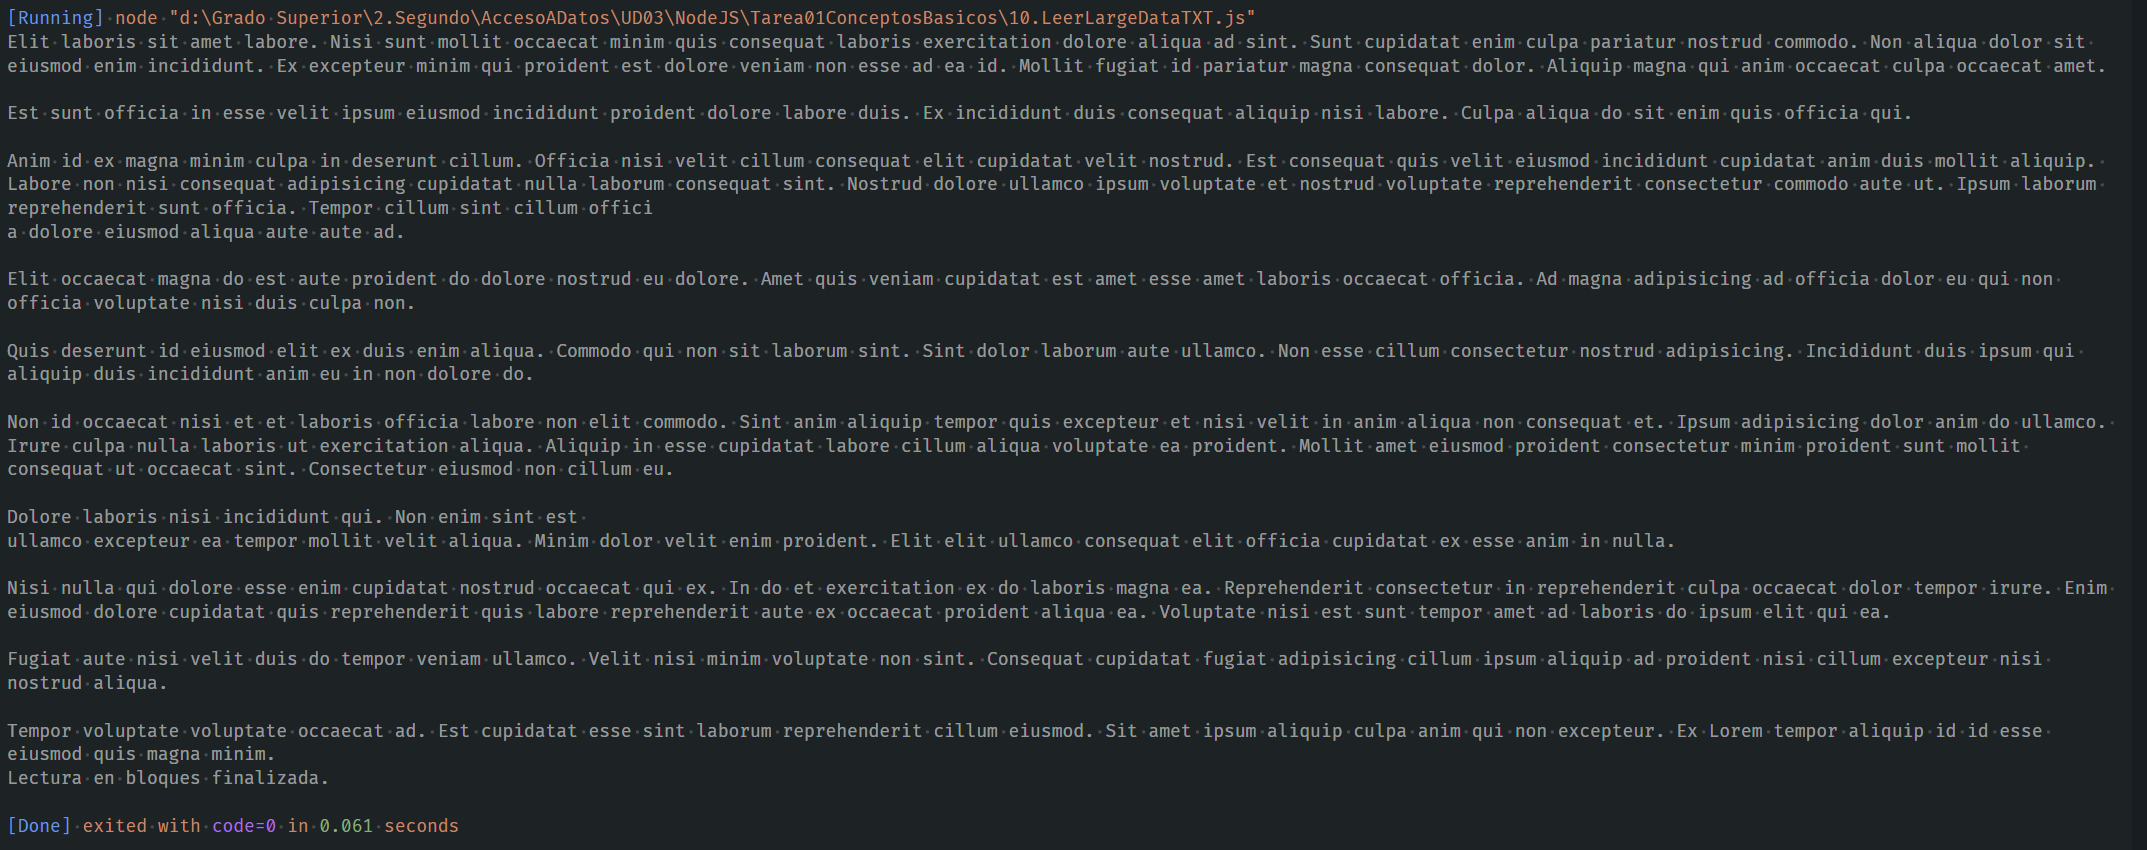 [Running] node "d:\Grado Superior\2.Segundo\AccesoADatos\UD03\NodeJS\Tarea01ConceptosBasicos\10.LeerLargeDataTXT.js"
Elit laboris sit amet labore. Nisi sunt mollit occaecat minim quis consequat laboris exercitation dolore aliqua ad sint. Sunt cupidatat enim culpa pariatur nostrud commodo. Non aliqua dolor sit
eiusmod enim incididunt. Ex excepteur minim qui proident est dolore veniam non esse ad ea id. Mollit fugiat id pariatur magna consequat dolor. Aliquip magna qui anim occaecat culpa occaecat amet.

Est sunt officia in esse velit ipsum eiusmod incididunt proident dolore labore duis. Ex incididunt duis consequat aliquip nisi labore. Culpa aliqua do sit enim quis officia qui.

Anim id ex magna minim culpa in deserunt cillum. Officia nisi velit cillum consequat elit cupidatat velit nostrud. Est consequat quis velit eiusmod incididunt cupidatat anim duis mollit aliquip.
Labore non nisi consequat adipisicing cupidatat nulla laborum consequat sint. Nostrud dolore ullamco ipsum voluptate et nostrud voluptate reprehenderit consectetur commodo aute ut. Ipsum laborum
reprehenderit sunt officia. Tempor cillum sint cillum offici
a dolore eiusmod aliqua aute aute ad.

Elit occaecat magna do est aute proident do dolore nostrud eu dolore. Amet quis veniam cupidatat est amet esse amet laboris occaecat officia. Ad magna adipisicing ad officia dolor eu qui non
officia voluptate nisi duis culpa non.

Quis deserunt id eiusmod elit ex duis enim aliqua. Commodo qui non sit laborum sint. Sint dolor laborum aute ullamco. Non esse cillum consectetur nostrud adipisicing. Incididunt duis ipsum qui
aliquip duis incididunt anim eu in non dolore do.

Non id occaecat nisi et et laboris officia labore non elit commodo. Sint anim aliquip tempor quis excepteur et nisi velit in anim aliqua non consequat et. Ipsum adipisicing dolor anim do ullamco.
Irure culpa nulla laboris ut exercitation aliqua. Aliquip in esse cupidatat labore cillum aliqua voluptate ea proident. Mollit amet eiusmod proident consectetur minim proident sunt mollit
consequat ut occaecat sint. Consectetur eiusmod non cillum eu.

Dolore laboris nisi incididunt qui. Non enim sint est
ullamco excepteur ea tempor mollit velit aliqua. Minim dolor velit enim proident. Elit elit ullamco consequat elit officia cupidatat ex esse anim in nulla.

Nisi nulla qui dolore esse enim cupidatat nostrud occaecat qui ex. In do et exercitation ex do laboris magna ea. Reprehenderit consectetur in reprehenderit culpa occaecat dolor tempor irure. Enim
eiusmod dolore cupidatat quis reprehenderit quis labore reprehenderit aute ex occaecat proident aliqua ea. Voluptate nisi est sunt tempor amet ad laboris do ipsum elit qui ea.

Fugiat aute nisi velit duis do tempor veniam ullamco. Velit nisi minim voluptate non sint. Consequat cupidatat fugiat adipisicing cillum ipsum aliquip ad proident nisi cillum excepteur nisi
nostrud aliqua.

Tempor voluptate voluptate occaecat ad. Est cupidatat esse sint laborum reprehenderit cillum eiusmod. Sit amet ipsum aliquip culpa anim qui non excepteur. Ex Lorem tempor aliquip id id esse
eiusmod quis magna minim.
Lectura en bloques finalizada.

[Done] exited with code=0 in 0.061 seconds